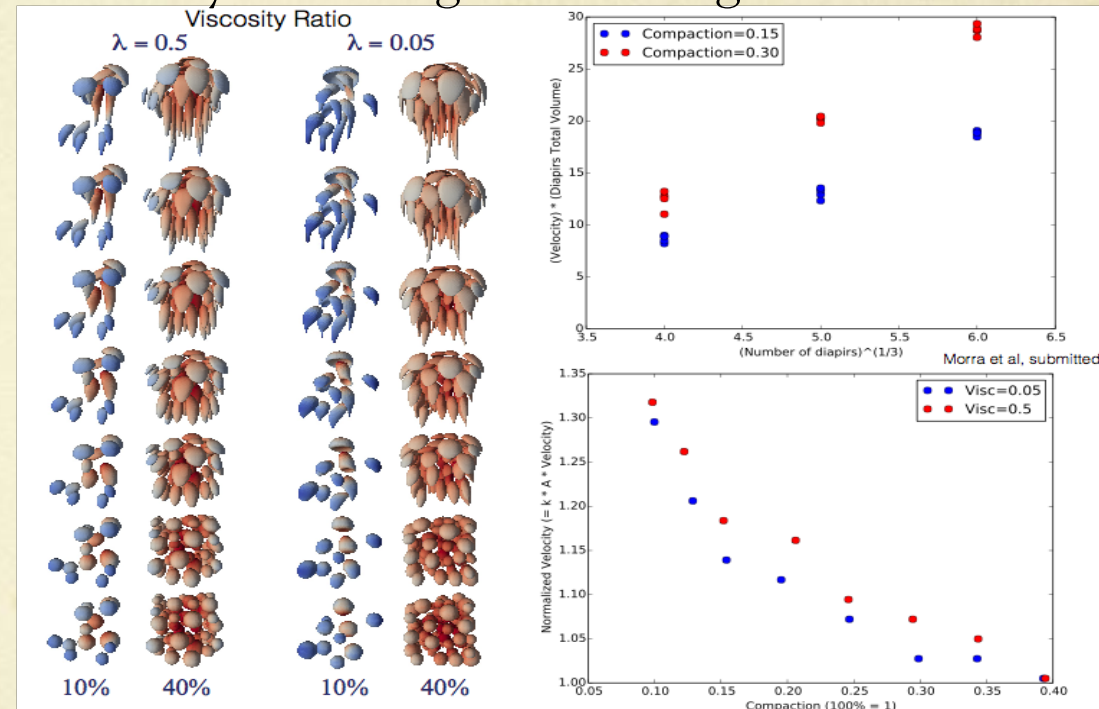 Viscosity Ratio
λ = 0.5
λ = 0.05
10%
40%
10%
40%
30
25
20
15
10
5
0
(Velocity) * (Diapirs Total Volume)
Compaction=0.15
Compaction=0.30
3.5 4.0 4.5 5.0 5.5 6.0 6.5
(Number of diapirs)^(1/3)
Morra et al, submitted
1.35
1.30
1.25
1.20
1.15
1.10
1.05
1.00
Normalized Velocity (= k * A * Velocity)
Visc=0.05
Visc=0.5
0.05 0.10 0.15 0.20 0.25 0.30 0.35 0.40
Compaction (100% = 1)